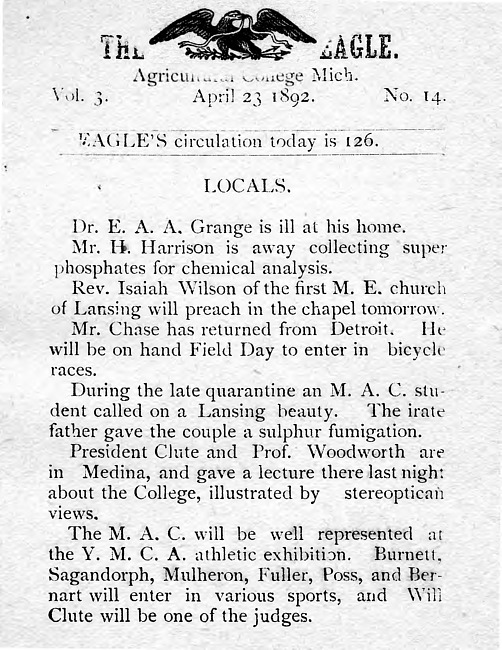 THE EAGLE.
Agricultural College Mich.
Vol. 3. April 23 1892. No. 14.
EAGLE'S circulation today is 126.
LOCALS.
Dr. E. A. A. Grange is ill at his home.
Mr. H. Harrison is away collecting super
phosphates for chemical analysis.
Rev. Isaiah Wilson of the first M. E. church
of Lansing will preach in the chapel tomorrow.
Mr. Chase has returned from Detroit. He
will be on hand Field Day to enter in bicycle
races.
During the late quarantine an M. A. C. stu-
dent called on a Lansing beauty. The irate
father gave the couple a sulphur fumigation.
President Clute and Prof. Woodworth are
in Medina, and gave a lecture there last night
about the College, illustrated by stereoptican
views.
The M. A. C. will be well represented at
the Y. M. C. A. athletic exhibition. Burnett,
Sagandorph, Mulheron, Fuller, Poss, and Ber-
nart will enter in various sports, and Will
Clute will be one of the judges.